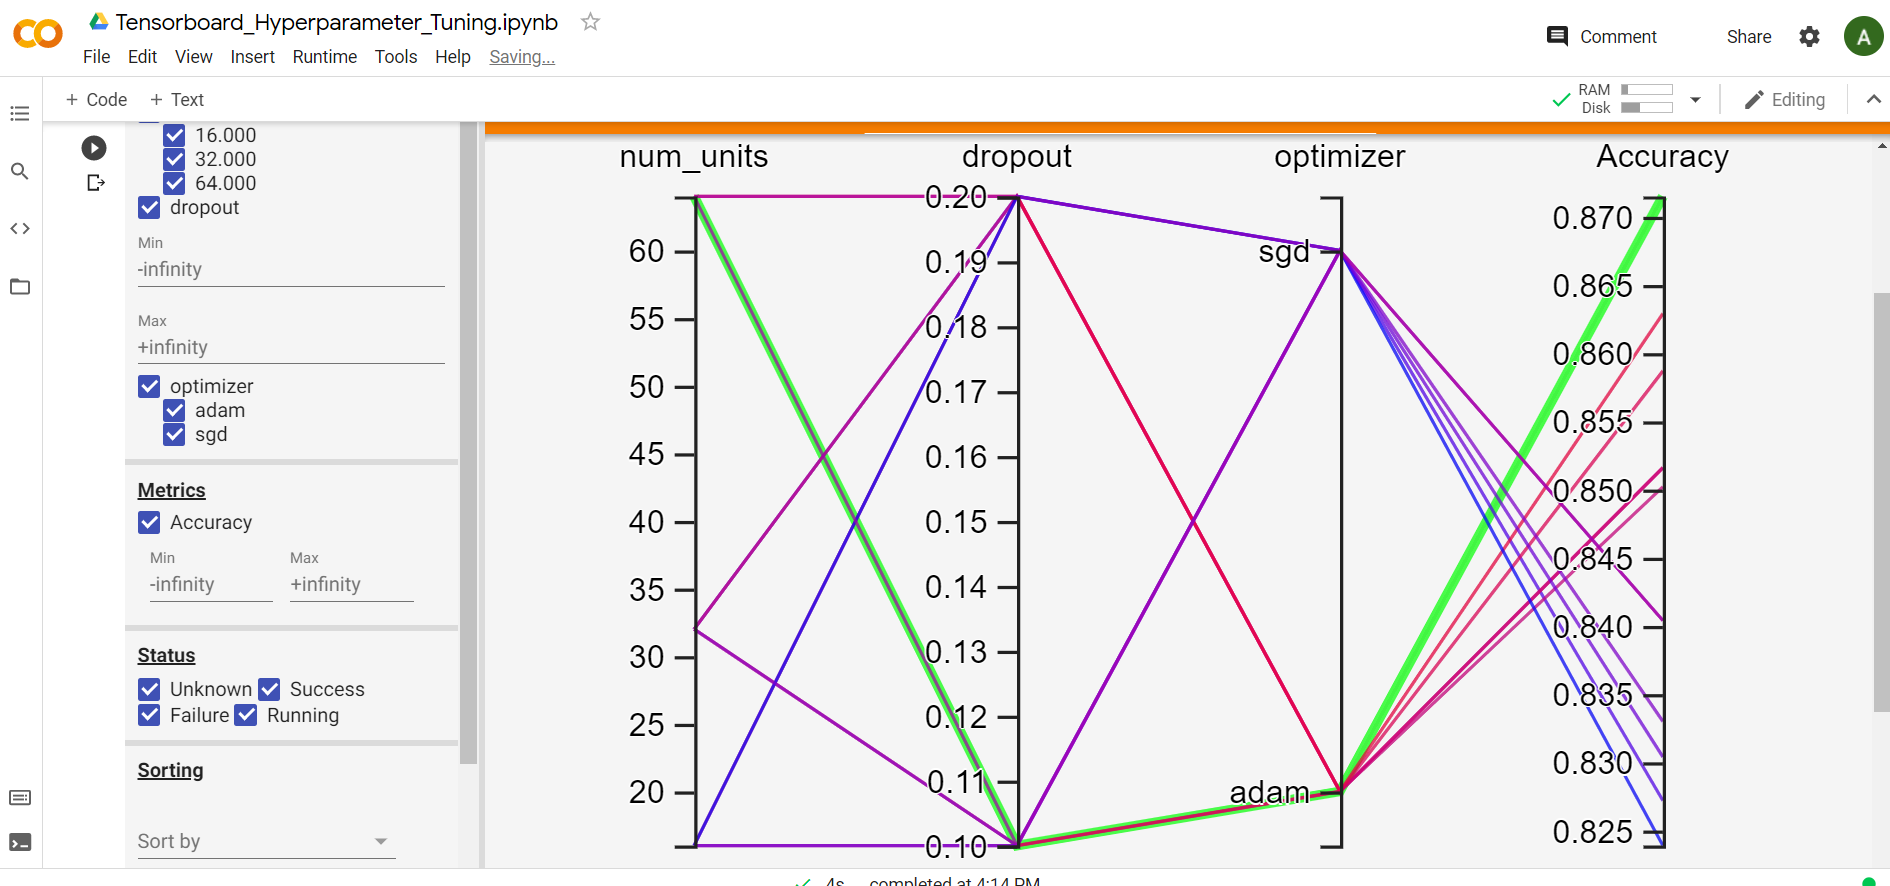 Tensorboard_Hyperparameter_Tuning.ipynb
File Edit View Insert Runtime Tools Help Saving...
Comment Share A
+ Code + Text
RAM
Disk
Editing
16.000
32.000
64.000
dropout
Min
-infinity
Max
+infinity
optimizer
adam
sgd
Metrics
Accuracy
Min Max
-infinity +infinity
Status
Unknown Success
Failure Running
Sorting
Sort by
num_units dropout optimizer Accuracy
60
55
50
45
40
35
30
25
20
0.20
0.19
0.18
0.17
0.16
0.15
0.14
0.13
0.12
0.11
0.10
sgd
adam
0.870
0.865
0.860
0.855
0.850
0.845
0.840
0.835
0.830
0.825
4s completed at 4:14 PM